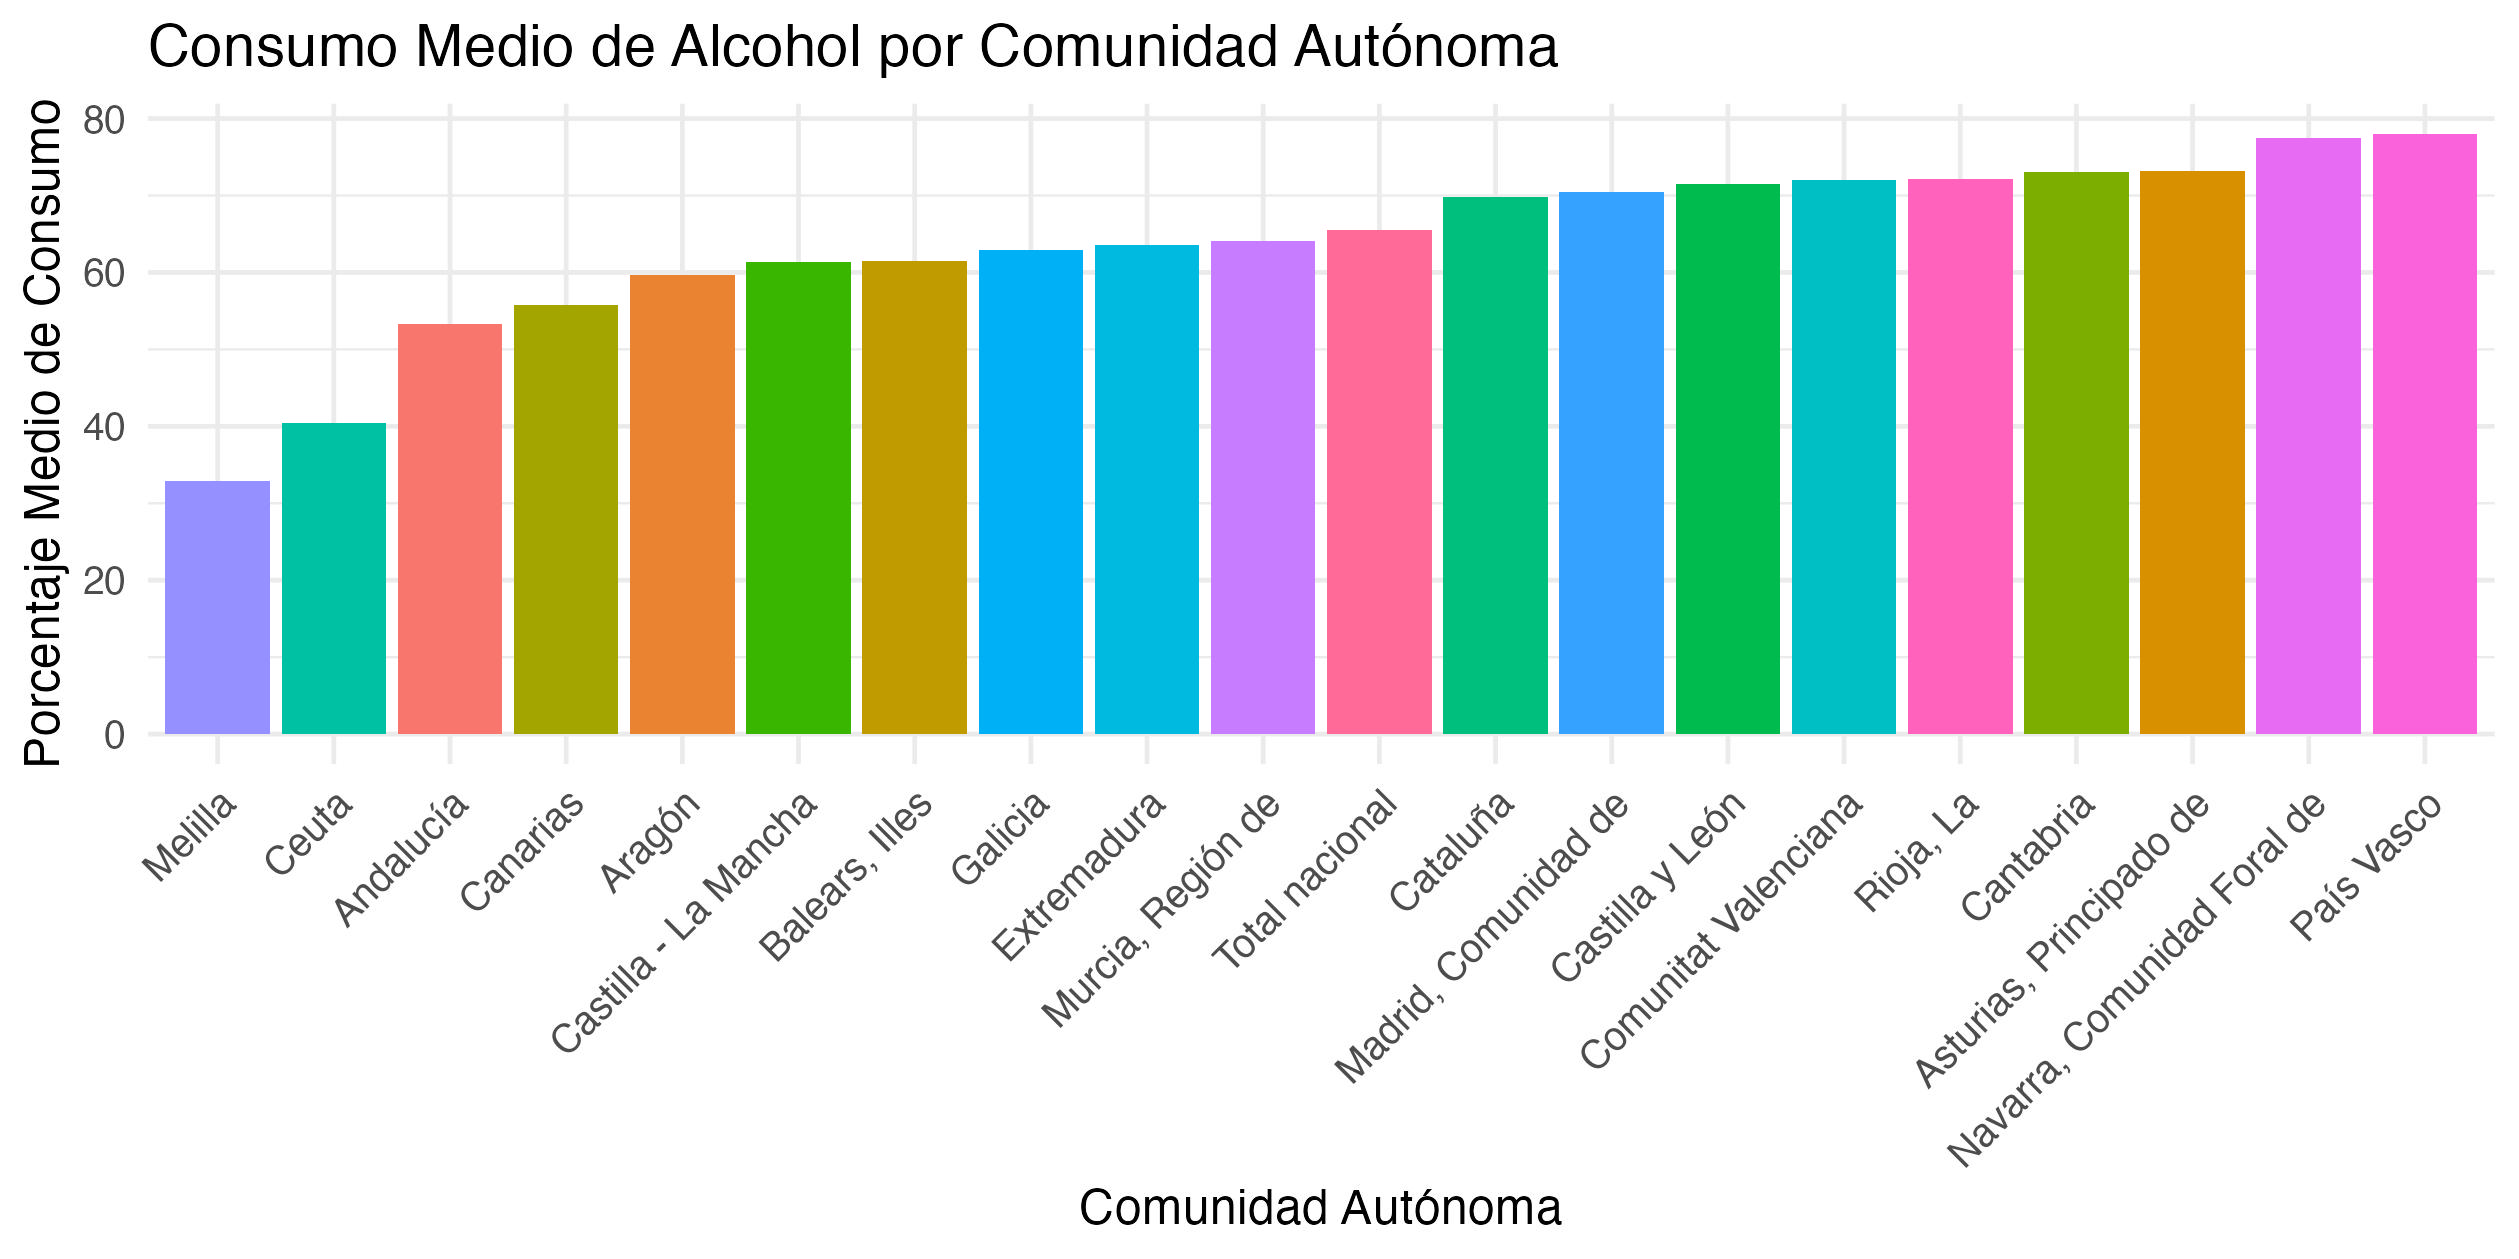 Consumo Medio de Alcohol por Comunidad Autónoma
Porcentaje Medio de Consumo
80
60
40
20
0
Melilla
Ceuta
Andalucía
Canarias
Aragón
Castilla - La Mancha
Balears, Illes
Galicia
Extremadura
Murcia, Región de
Total nacional
Cataluña
Madrid, Comunidad de
Castilla y León
Comunitat Valenciana
Rioja, La
Cantabria
Asturias, Principado de
Navarra, Comunidad Foral de
País Vasco
Comunidad Autónoma